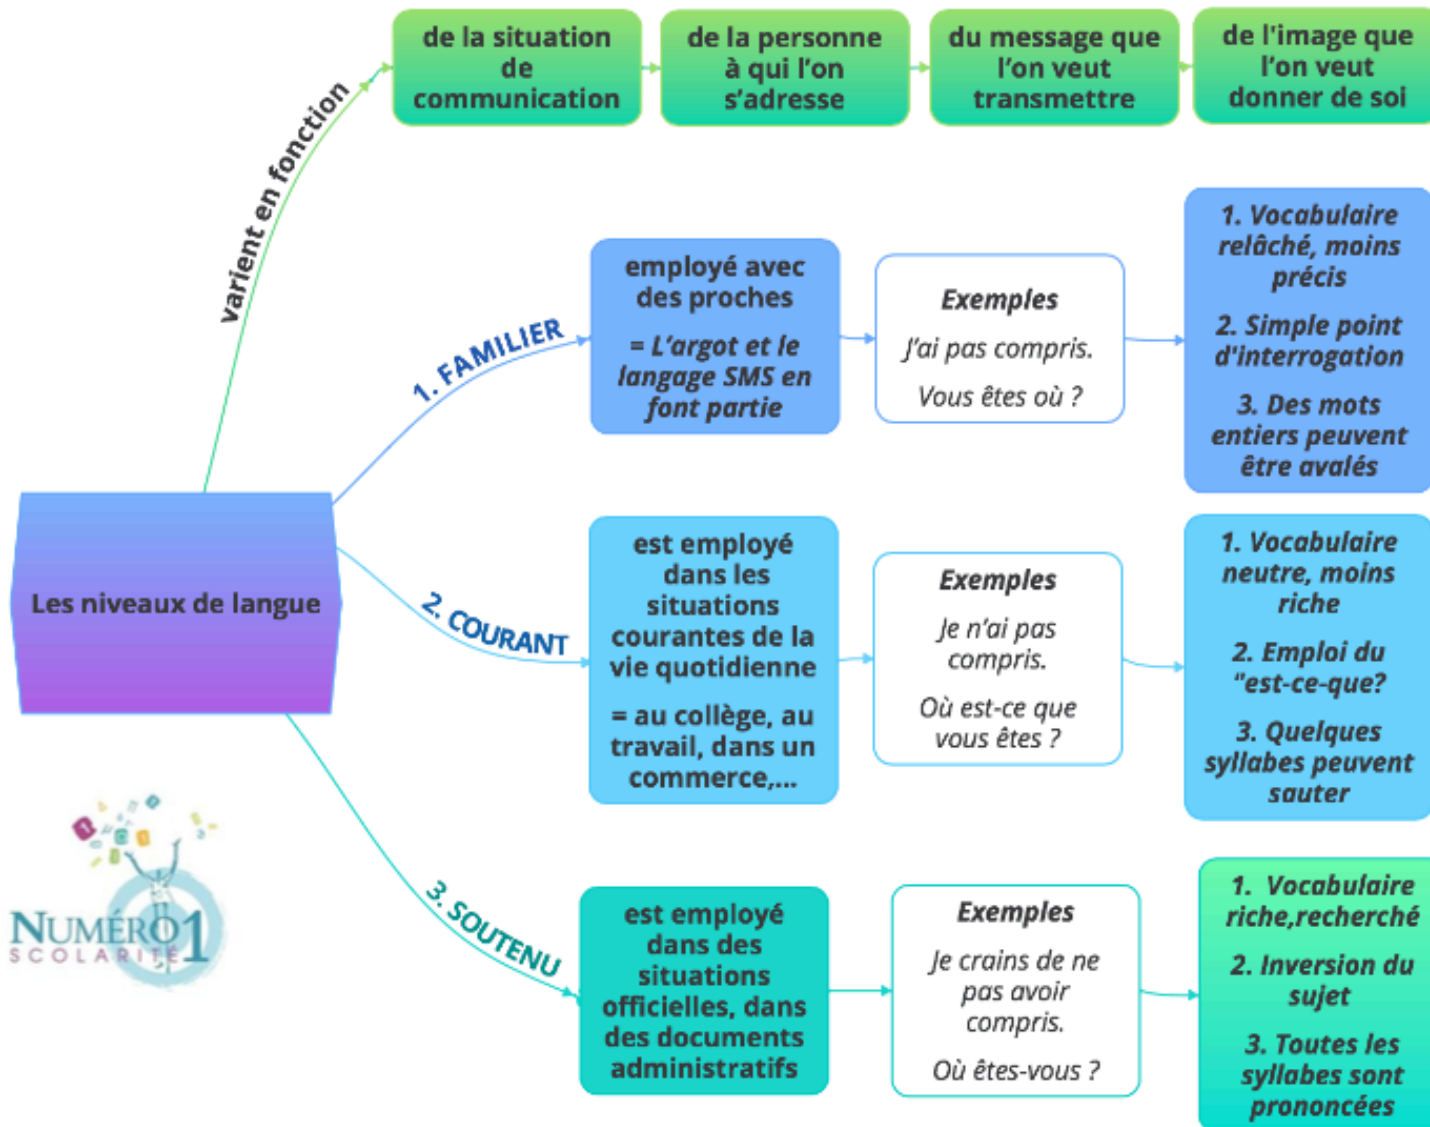 varient en fonction
de la situation
de
communication
de la personne
à qui l’on
s’adresse
du message que
l’on veut
transmettre
de l'image que
l’on veut
donner de soi
Les niveaux de langue
1. FAMILIER
employé avec
des proches
= L’argot et le
langage SMS en
font partie
Exemples
J’ai pas compris.
Vous êtes où ?
1. Vocabulaire
relâché, moins
précis
2. Simple point
d'interrogation
3. Des mots
entiers peuvent
être avalés
2. COURANT
est employé
dans les
situations
courantes de la
vie quotidienne
= au collège, au
travail, dans un
commerce,...
Exemples
Je n’ai pas
compris.
Où est-ce que
vous êtes ?
1. Vocabulaire
neutre, moins
riche
2. Emploi du
"est-ce-que?
3. Quelques
syllabes peuvent
sauter
3. SOUTENU
est employé
dans des
situations
officielles, dans
des documents
administratifs
Exemples
Je crains de ne
pas avoir
compris.
Où êtes-vous ?
1. Vocabulaire
riche,recherché
2. Inversion du
sujet
3. Toutes les
syllabes sont
prononcées
NUMÉRO1
SCOLARITÉ